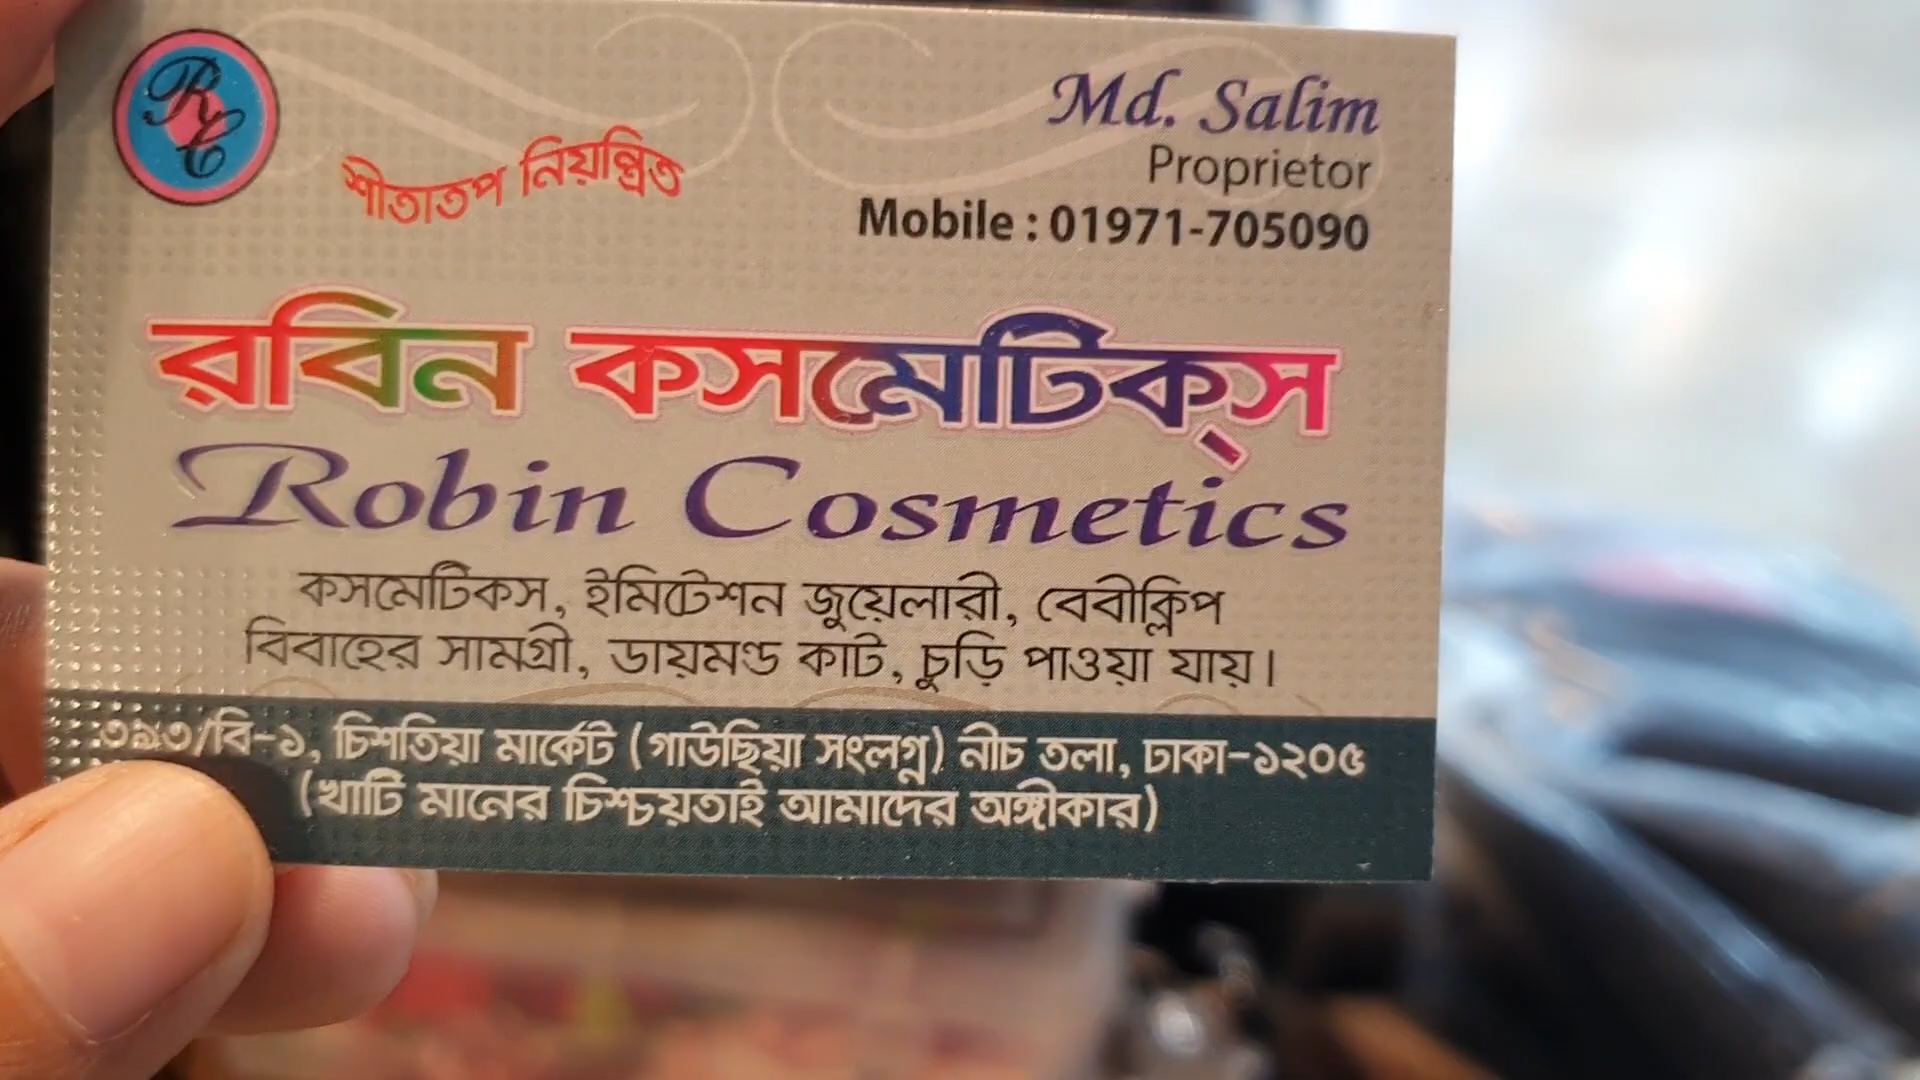 RC
শীতাতপ নিয়ন্ত্রিত
Md. Salim
Proprietor
Mobile : 01971-705090
রবিন কসমেটিক্স
Robin Cosmetics
কসমেটিকস, ইমিটেশন জুয়েলারী, বেবীক্লিপ
বিবাহের সামগ্রী, ডায়মন্ড কাট, চুড়ি পাওয়া যায়।
৩৯৩/বি-১, চিশতিয়া মার্কেট (গাউছিয়া সংলগ্ন) নীচ তলা, ঢাকা-১২০৫
(খাটি মানের চিশ্চয়তাই আমাদের অঙ্গীকার)